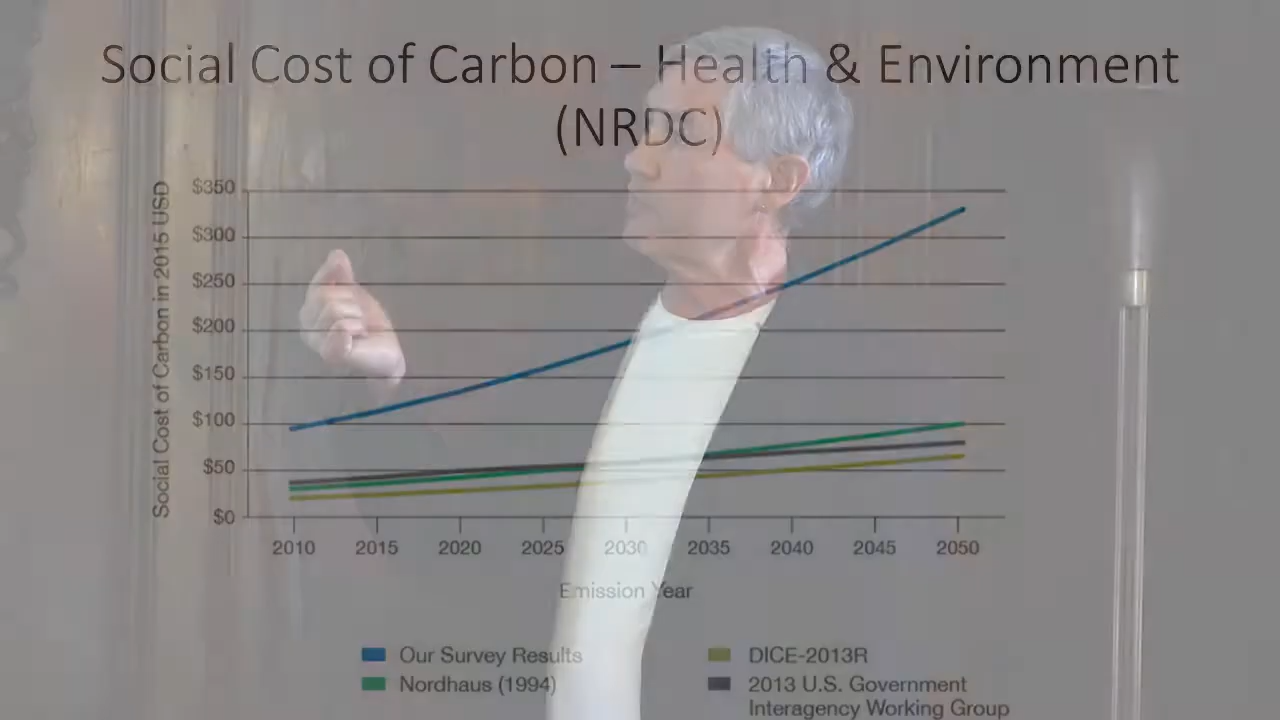 Social Cost of Carbon – Health & Environment
(NRDC)
Social Cost of Carbon in 2015 USD
$350
$300
$250
$200
$150
$100
$50
$0
2010 2015 2020 2025 2030 2035 2040 2045 2050
Emission Year
Our Survey Results
Nordhaus (1994)
DICE-2013R
2013 U.S. Government
Interagency Working Group